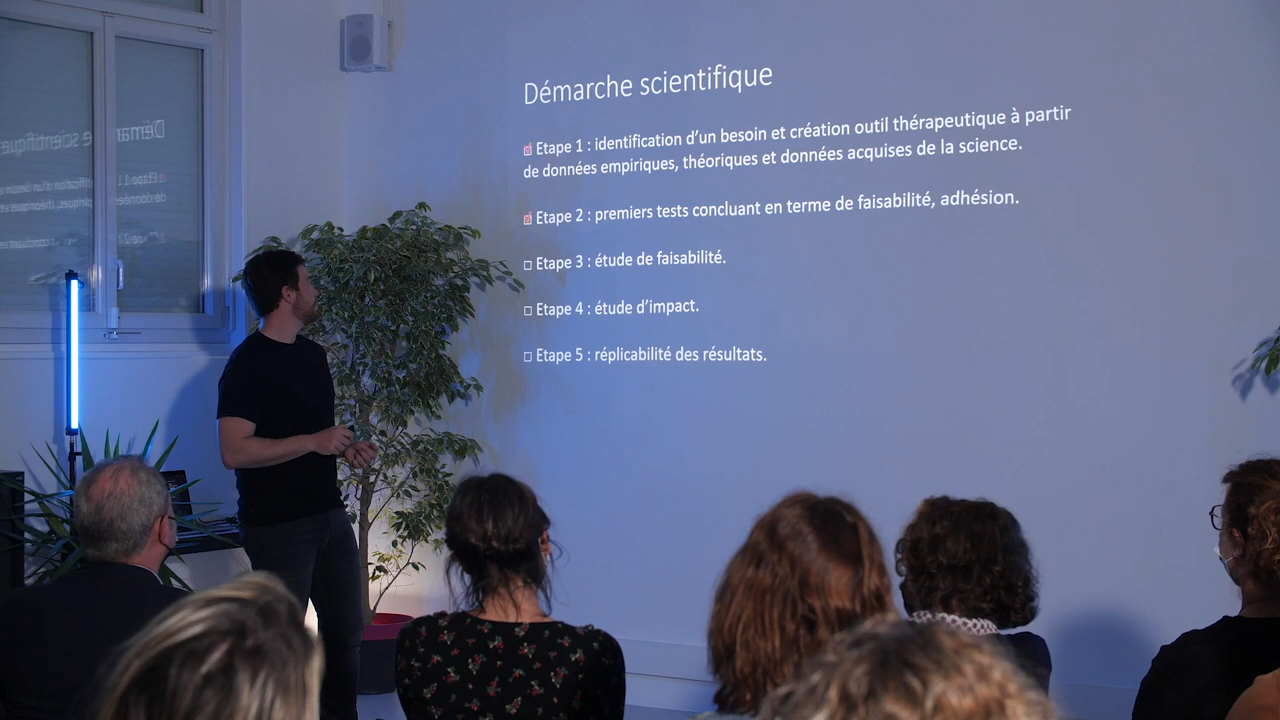 Démarche scientifique
Etape 1 : identification d'un besoin et création outil thérapeutique à partir
de données empiriques, théoriques et données acquises de la science.
Etape 2 : premiers tests concluant en terme de faisabilité, adhésion.
□ Etape 3 : étude de faisabilité.
□ Etape 4 : étude d'impact.
□ Etape 5 : réplicabilité des résultats.